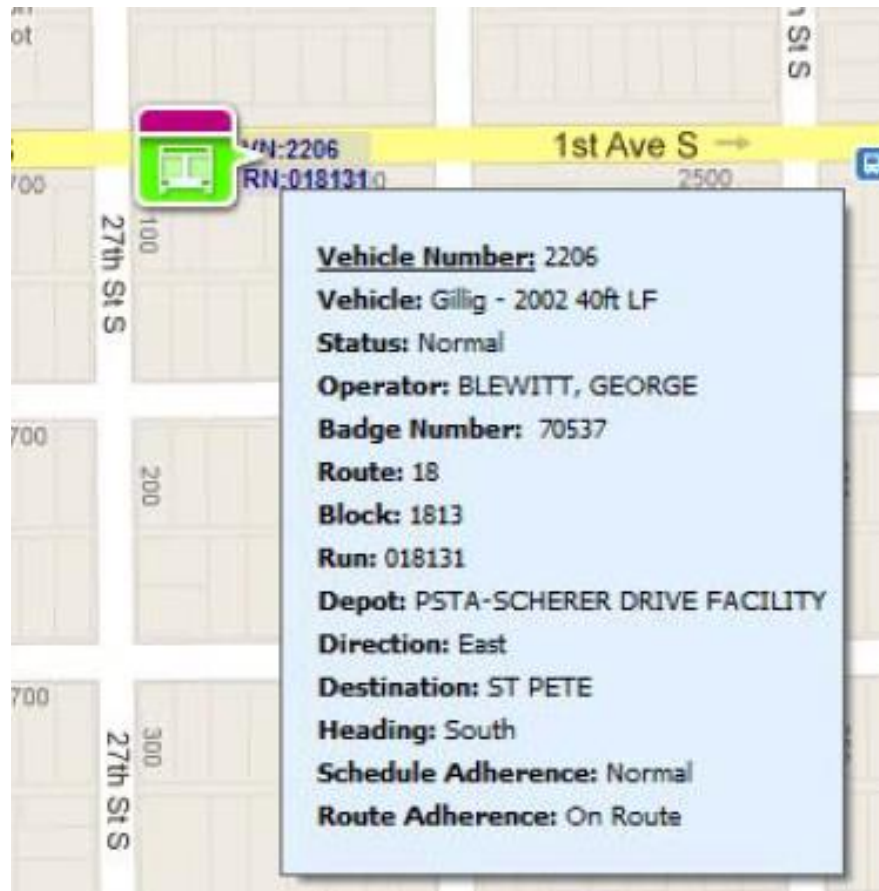 ot
St S
VN:2206
1st Ave S →
700
RN:018131
2500
100
27th St S
Vehicle Number: 2206
Vehicle: Gillig - 2002 40ft LF
Status: Normal
Operator: BLEWITT, GEORGE
Badge Number: 70537
700
Route: 18
200
Block: 1813
Run: 018131
Depot: PSTA-SCHERER DRIVE FACILITY
Direction: East
Destination: ST PETE
700
Heading: South
300
27th St S
Schedule Adherence: Normal
Route Adherence: On Route